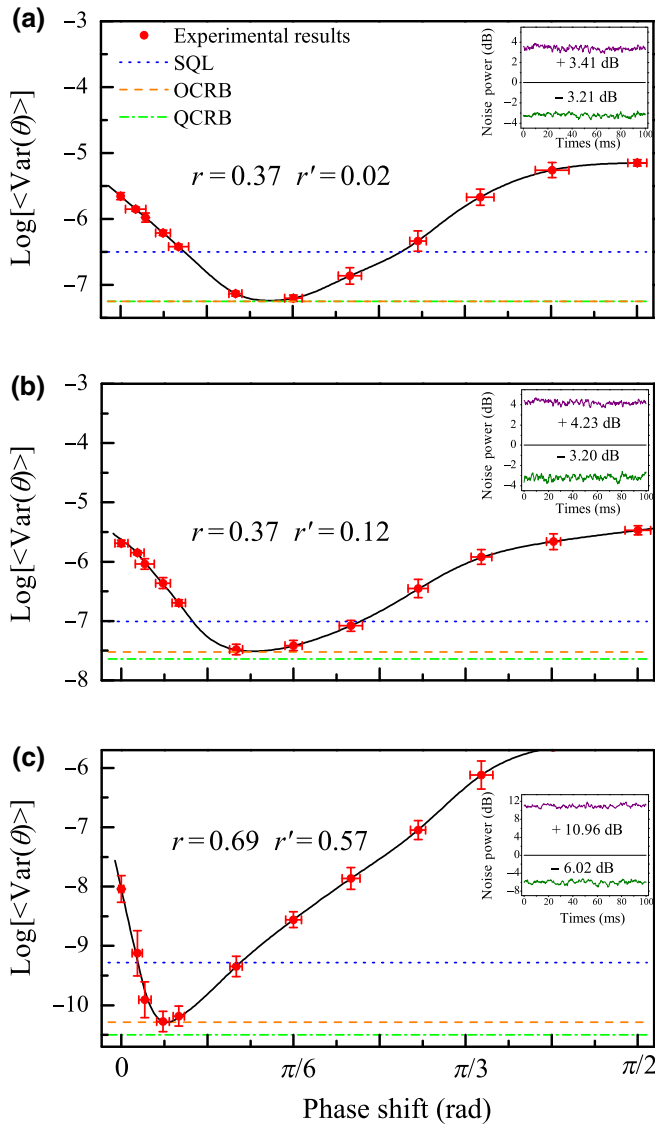 (a)
Experimental results
SQL
OCRB
QCRB
r = 0.37 r′ = 0.02
Log[<Var(θ)>]
−3
−4
−5
−6
−7
Noise power (dB)
4
2
0
−2
−4
+ 3.41 dB
− 3.21 dB
0 20 40 60 80 100
Times (ms)
(b)
r = 0.37 r′ = 0.12
Log[<Var(θ)>]
−3
−4
−5
−6
−7
−8
Noise power (dB)
4
2
0
−2
−4
+ 4.23 dB
− 3.20 dB
0 20 40 60 80 100
Times (ms)
(c)
r = 0.69 r′ = 0.57
Log[<Var(θ)>]
−6
−7
−8
−9
−10
Noise power (dB)
12
8
4
0
−4
−8
+ 10.96 dB
− 6.02 dB
0 20 40 60 80 100
Times (ms)
0 π/6 π/3 π/2
Phase shift (rad)